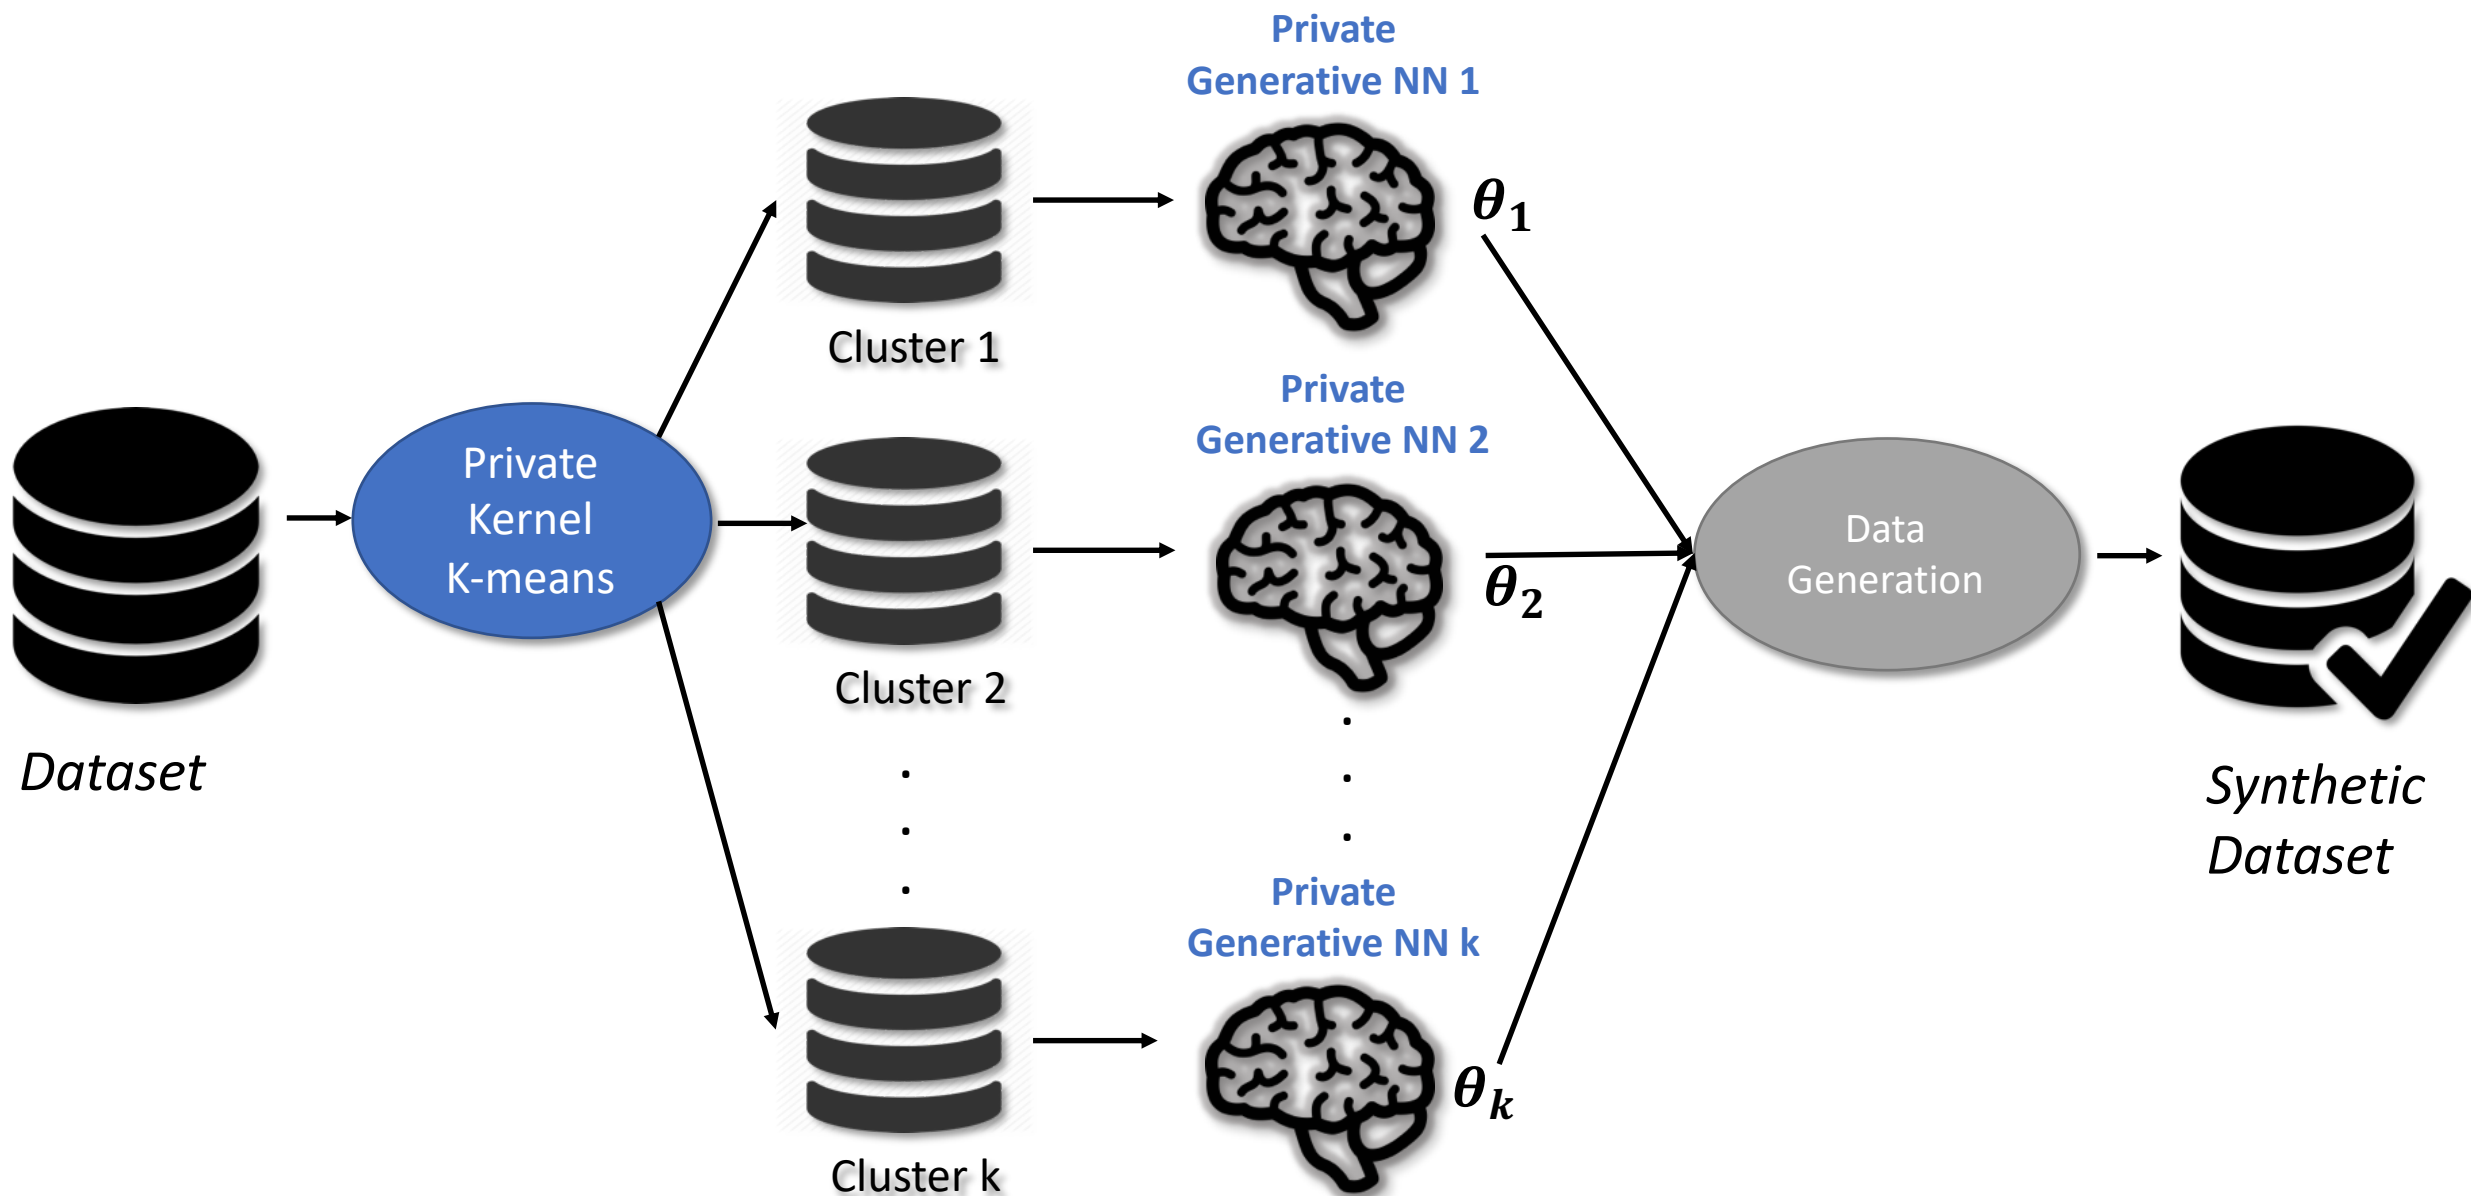 Private
Generative NN 1
θ₁
Cluster 1
Private
Generative NN 2
Private
Kernel
K-means
Data
Generation
θ₂
Cluster 2
Dataset
Synthetic
Dataset
.
.
.
.
.
.
Private
Generative NN k
θₖ
Cluster k